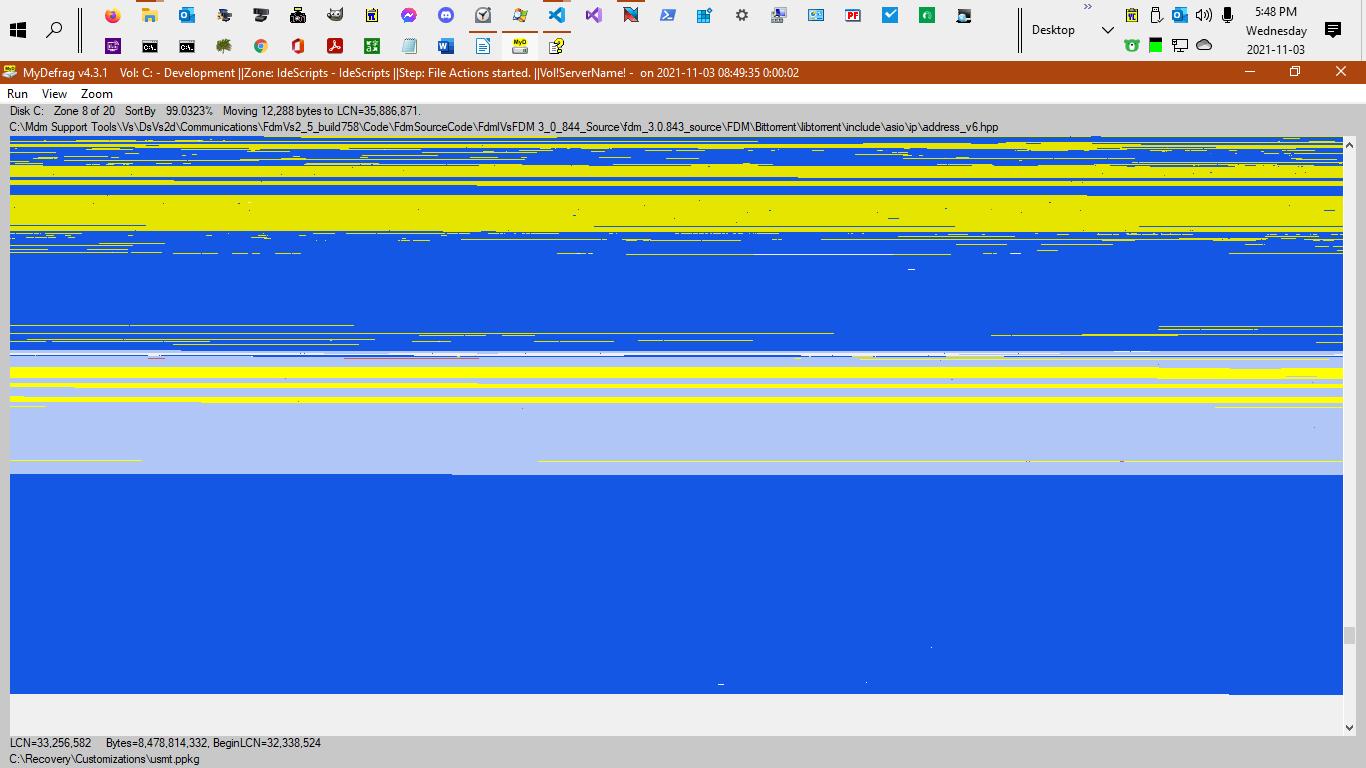 5:48 PM
Desktop
Wednesday
2021-11-03
MyDefrag v4.3.1 Vol: C: - Development ||Zone: IdeScripts - IdeScripts ||Step: File Actions started. ||Vol!ServerName! - on 2021-11-03 08:49:35 0:00:02
Run View Zoom
Disk C: Zone 8 of 20 SortBy 99.0323% Moving 12,288 bytes to LCN=35,886,871.
C:\Mdm Support Tools\Vs\DsVs2d\Communications\FdmVs2_5_build758\Code\FdmSourceCode\FdmIVsFDM 3_0_844_Source\fdm_3.0.843_source\FDM\Bittorrent\libtorrent\include\asio\ip\address_v6.hpp
LCN=33,256,582 Bytes=8,478,814,332, BeginLCN=32,338,524
C:\Recovery\Customizations\usmt.ppkg